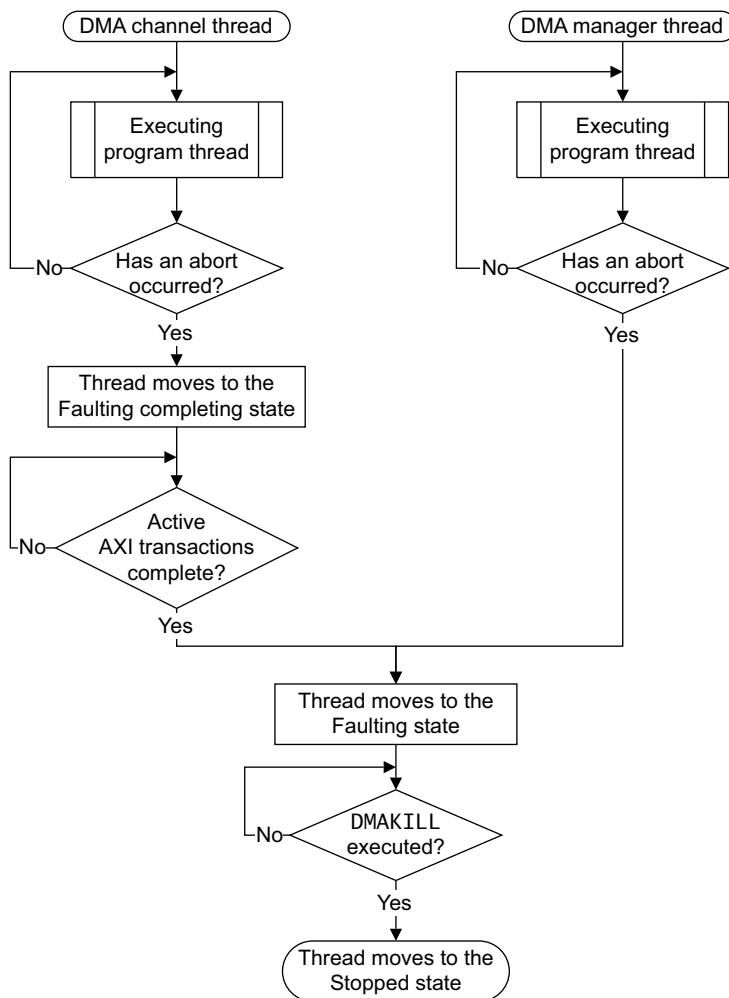 DMA channel thread
DMA manager thread
Executing
program thread
Executing
program thread
Has an abort
occurred?
No
Has an abort
occurred?
No
Yes
Yes
Thread moves to the
Faulting completing state
Active
AXI transactions
complete?
No
Yes
Thread moves to the
Faulting state
DMAKILL
executed?
No
Yes
Thread moves to the
Stopped state